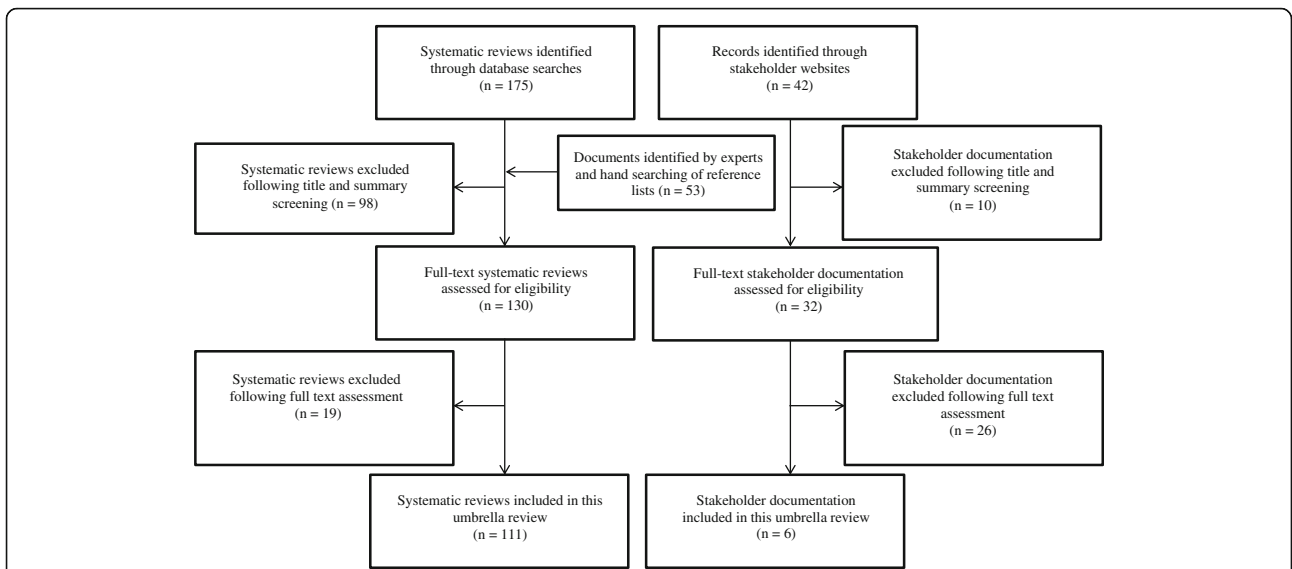 Systematic reviews identified
through database searches
(n = 175)
Records identified through
stakeholder websites
(n = 42)
Documents identified by experts
and hand searching of reference
lists (n = 53)
Systematic reviews excluded
following title and summary
screening (n = 98)
Stakeholder documentation
excluded following title and
summary screening
(n = 10)
Full-text systematic reviews
assessed for eligibility
(n = 130)
Full-text stakeholder documentation
assessed for eligibility
(n = 32)
Systematic reviews excluded
following full text assessment
(n = 19)
Stakeholder documentation
excluded following full text
assessment
(n = 26)
Systematic reviews included in this
umbrella review
(n = 111)
Stakeholder documentation
included in this umbrella review
(n = 6)